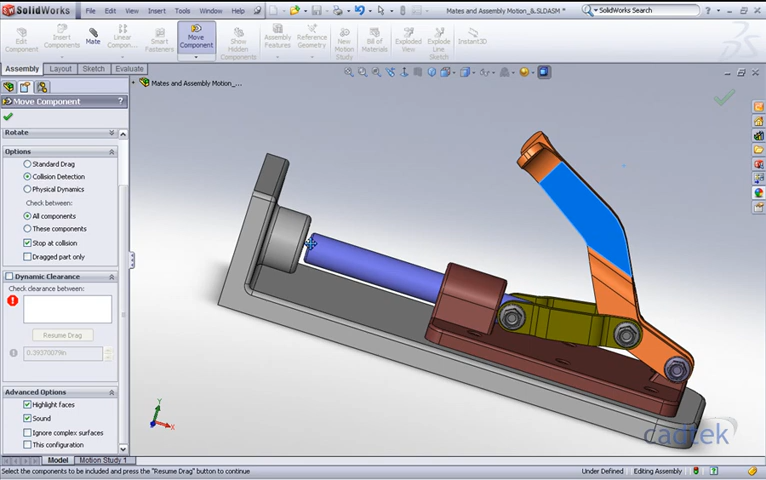 SolidWorks File Edit View Insert Tools Toolbox Window Help Mates and Assembly Motion_&.SLDASM * SolidWorks Search
Edit Component
Insert Components
Mate
Linear Compon...
Smart Fasteners
Move Component
Show Hidden Components
Assembly Features
Reference Geometry
New Motion Study
Bill of Materials
Exploded View
Explode Line Sketch
Instant3D
Assembly Layout Sketch Evaluate
Mates and Assembly Motion_...
Move Component ?
Rotate
Options
Standard Drag
Collision Detection
Physical Dynamics
Check between:
All components
These components
Stop at collision
Dragged part only
Dynamic Clearance
Check clearance between:
Resume Drag
0.39370079in
Advanced Options
Highlight faces
Sound
Ignore complex surfaces
This configuration
Y
X
cadtek
Model Motion Study 1
Select the components to be included and press the "Resume Drag" button to continue Under Defined Editing Assembly